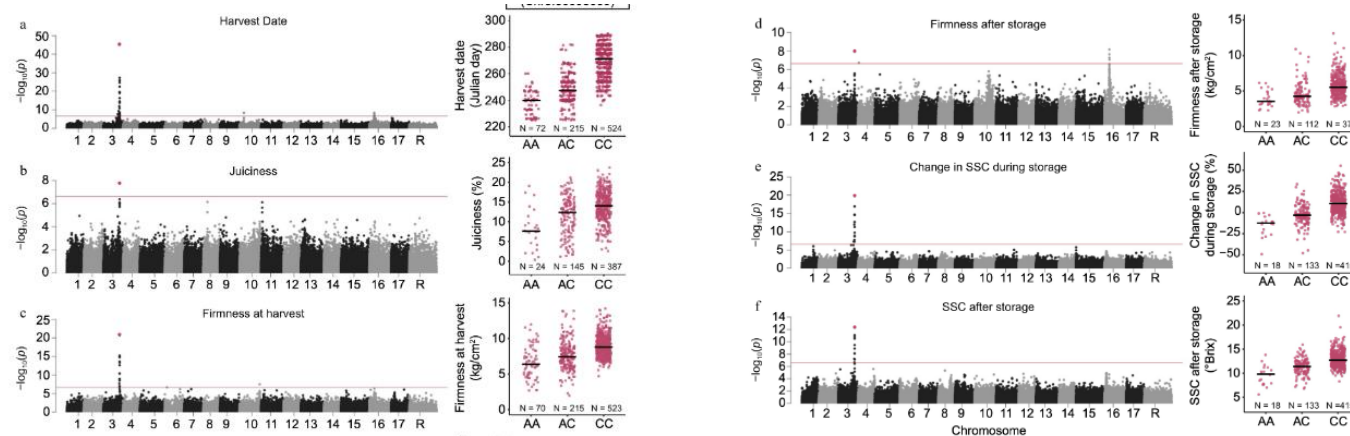 a
Harvest Date
−log10(p)
50
40
30
20
10
0
1 2 3 4 5 6 7 8 9 10 11 12 13 14 15 16 17 R
Harvest date
(Julian day)
280
260
240
220
N = 72 N = 215 N = 524
AA AC CC
b
Juiciness
−log10(p)
8
6
4
2
0
1 2 3 4 5 6 7 8 9 10 11 12 13 14 15 16 17 R
Juiciness (%)
25
20
15
10
5
0
N = 24 N = 145 N = 387
AA AC CC
c
Firmness at harvest
−log10(p)
25
20
15
10
5
0
1 2 3 4 5 6 7 8 9 10 11 12 13 14 15 16 17 R
Firmness at harvest
(kg/cm²)
15
10
5
0
N = 70 N = 215 N = 523
AA AC CC
d
Firmness after storage
−log10(p)
10
8
6
4
2
0
1 2 3 4 5 6 7 8 9 10 11 12 13 14 15 16 17 R
Firmness after storage
(kg/cm²)
15
10
5
0
N = 23 N = 112 N = 37
AA AC CC
e
Change in SSC during storage
−log10(p)
25
20
15
10
5
0
1 2 3 4 5 6 7 8 9 10 11 12 13 14 15 16 17 R
Change in SSC
during storage (%)
50
25
0
−25
−50
N = 18 N = 133 N =41
AA AC CC
f
SSC after storage
−log10(p)
14
12
10
8
6
4
2
0
1 2 3 4 5 6 7 8 9 10 11 12 13 14 15 16 17 R
Chromosome
SSC after storage
(°Brix)
25
20
15
10
5
N = 18 N = 133 N =41
AA AC CC